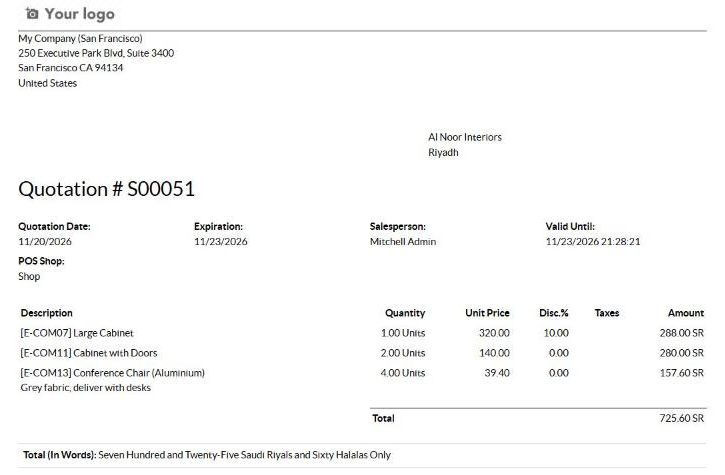 Your logo
My Company (San Francisco)
250 Executive Park Blvd, Suite 3400
San Francisco CA 94134
United States
Al Noor Interiors
Riyadh
Quotation # S00051
Quotation Date: Expiration: Salesperson: Valid Until:
11/20/2026 11/23/2026 Mitchell Admin 11/23/2026 21:28:21
POS Shop:
Shop
Description Quantity Unit Price Disc.% Taxes Amount
[E-COM07] Large Cabinet 1.00 Units 320.00 10.00 288.00 SR
[E-COM11] Cabinet with Doors 2.00 Units 140.00 0.00 280.00 SR
[E-COM13] Conference Chair (Aluminium) 4.00 Units 39.40 0.00 157.60 SR
Grey fabric, deliver with desks
Total 725.60 SR
Total (In Words): Seven Hundred and Twenty-Five Saudi Riyals and Sixty Halalas Only